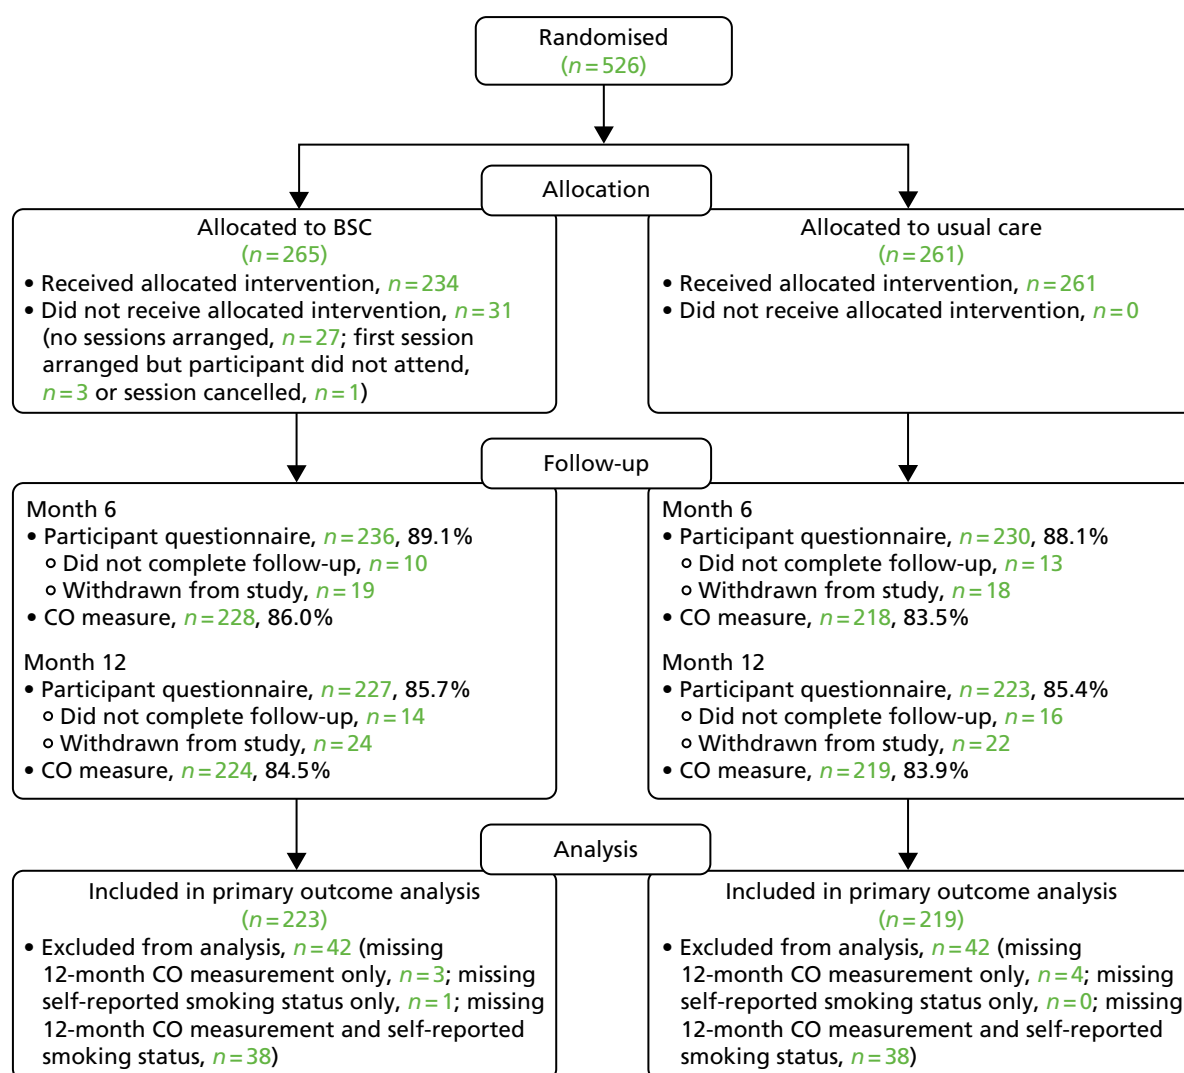 Randomised
(n=526)
Allocation
Allocated to BSC
(n=265)
• Received allocated intervention, n=234
• Did not receive allocated intervention, n=31
(no sessions arranged, n=27; first session
arranged but participant did not attend,
n=3 or session cancelled, n=1)
Allocated to usual care
(n=261)
• Received allocated intervention, n=261
• Did not receive allocated intervention, n=0
Follow-up
Month 6
• Participant questionnaire, n=236, 89.1%
o Did not complete follow-up, n=10
o Withdrawn from study, n=19
• CO measure, n=228, 86.0%
Month 12
• Participant questionnaire, n=227, 85.7%
o Did not complete follow-up, n=14
o Withdrawn from study, n=24
• CO measure, n=224, 84.5%
Month 6
• Participant questionnaire, n=230, 88.1%
o Did not complete follow-up, n=13
o Withdrawn from study, n=18
• CO measure, n=218, 83.5%
Month 12
• Participant questionnaire, n=223, 85.4%
o Did not complete follow-up, n=16
o Withdrawn from study, n=22
• CO measure, n=219, 83.9%
Analysis
Included in primary outcome analysis
(n=223)
• Excluded from analysis, n=42 (missing
12-month CO measurement only, n=3; missing
self-reported smoking status only, n=1; missing
12-month CO measurement and self-reported
smoking status, n=38)
Included in primary outcome analysis
(n=219)
• Excluded from analysis, n=42 (missing
12-month CO measurement only, n=4; missing
self-reported smoking status only, n=0; missing
12-month CO measurement and self-reported
smoking status, n=38)